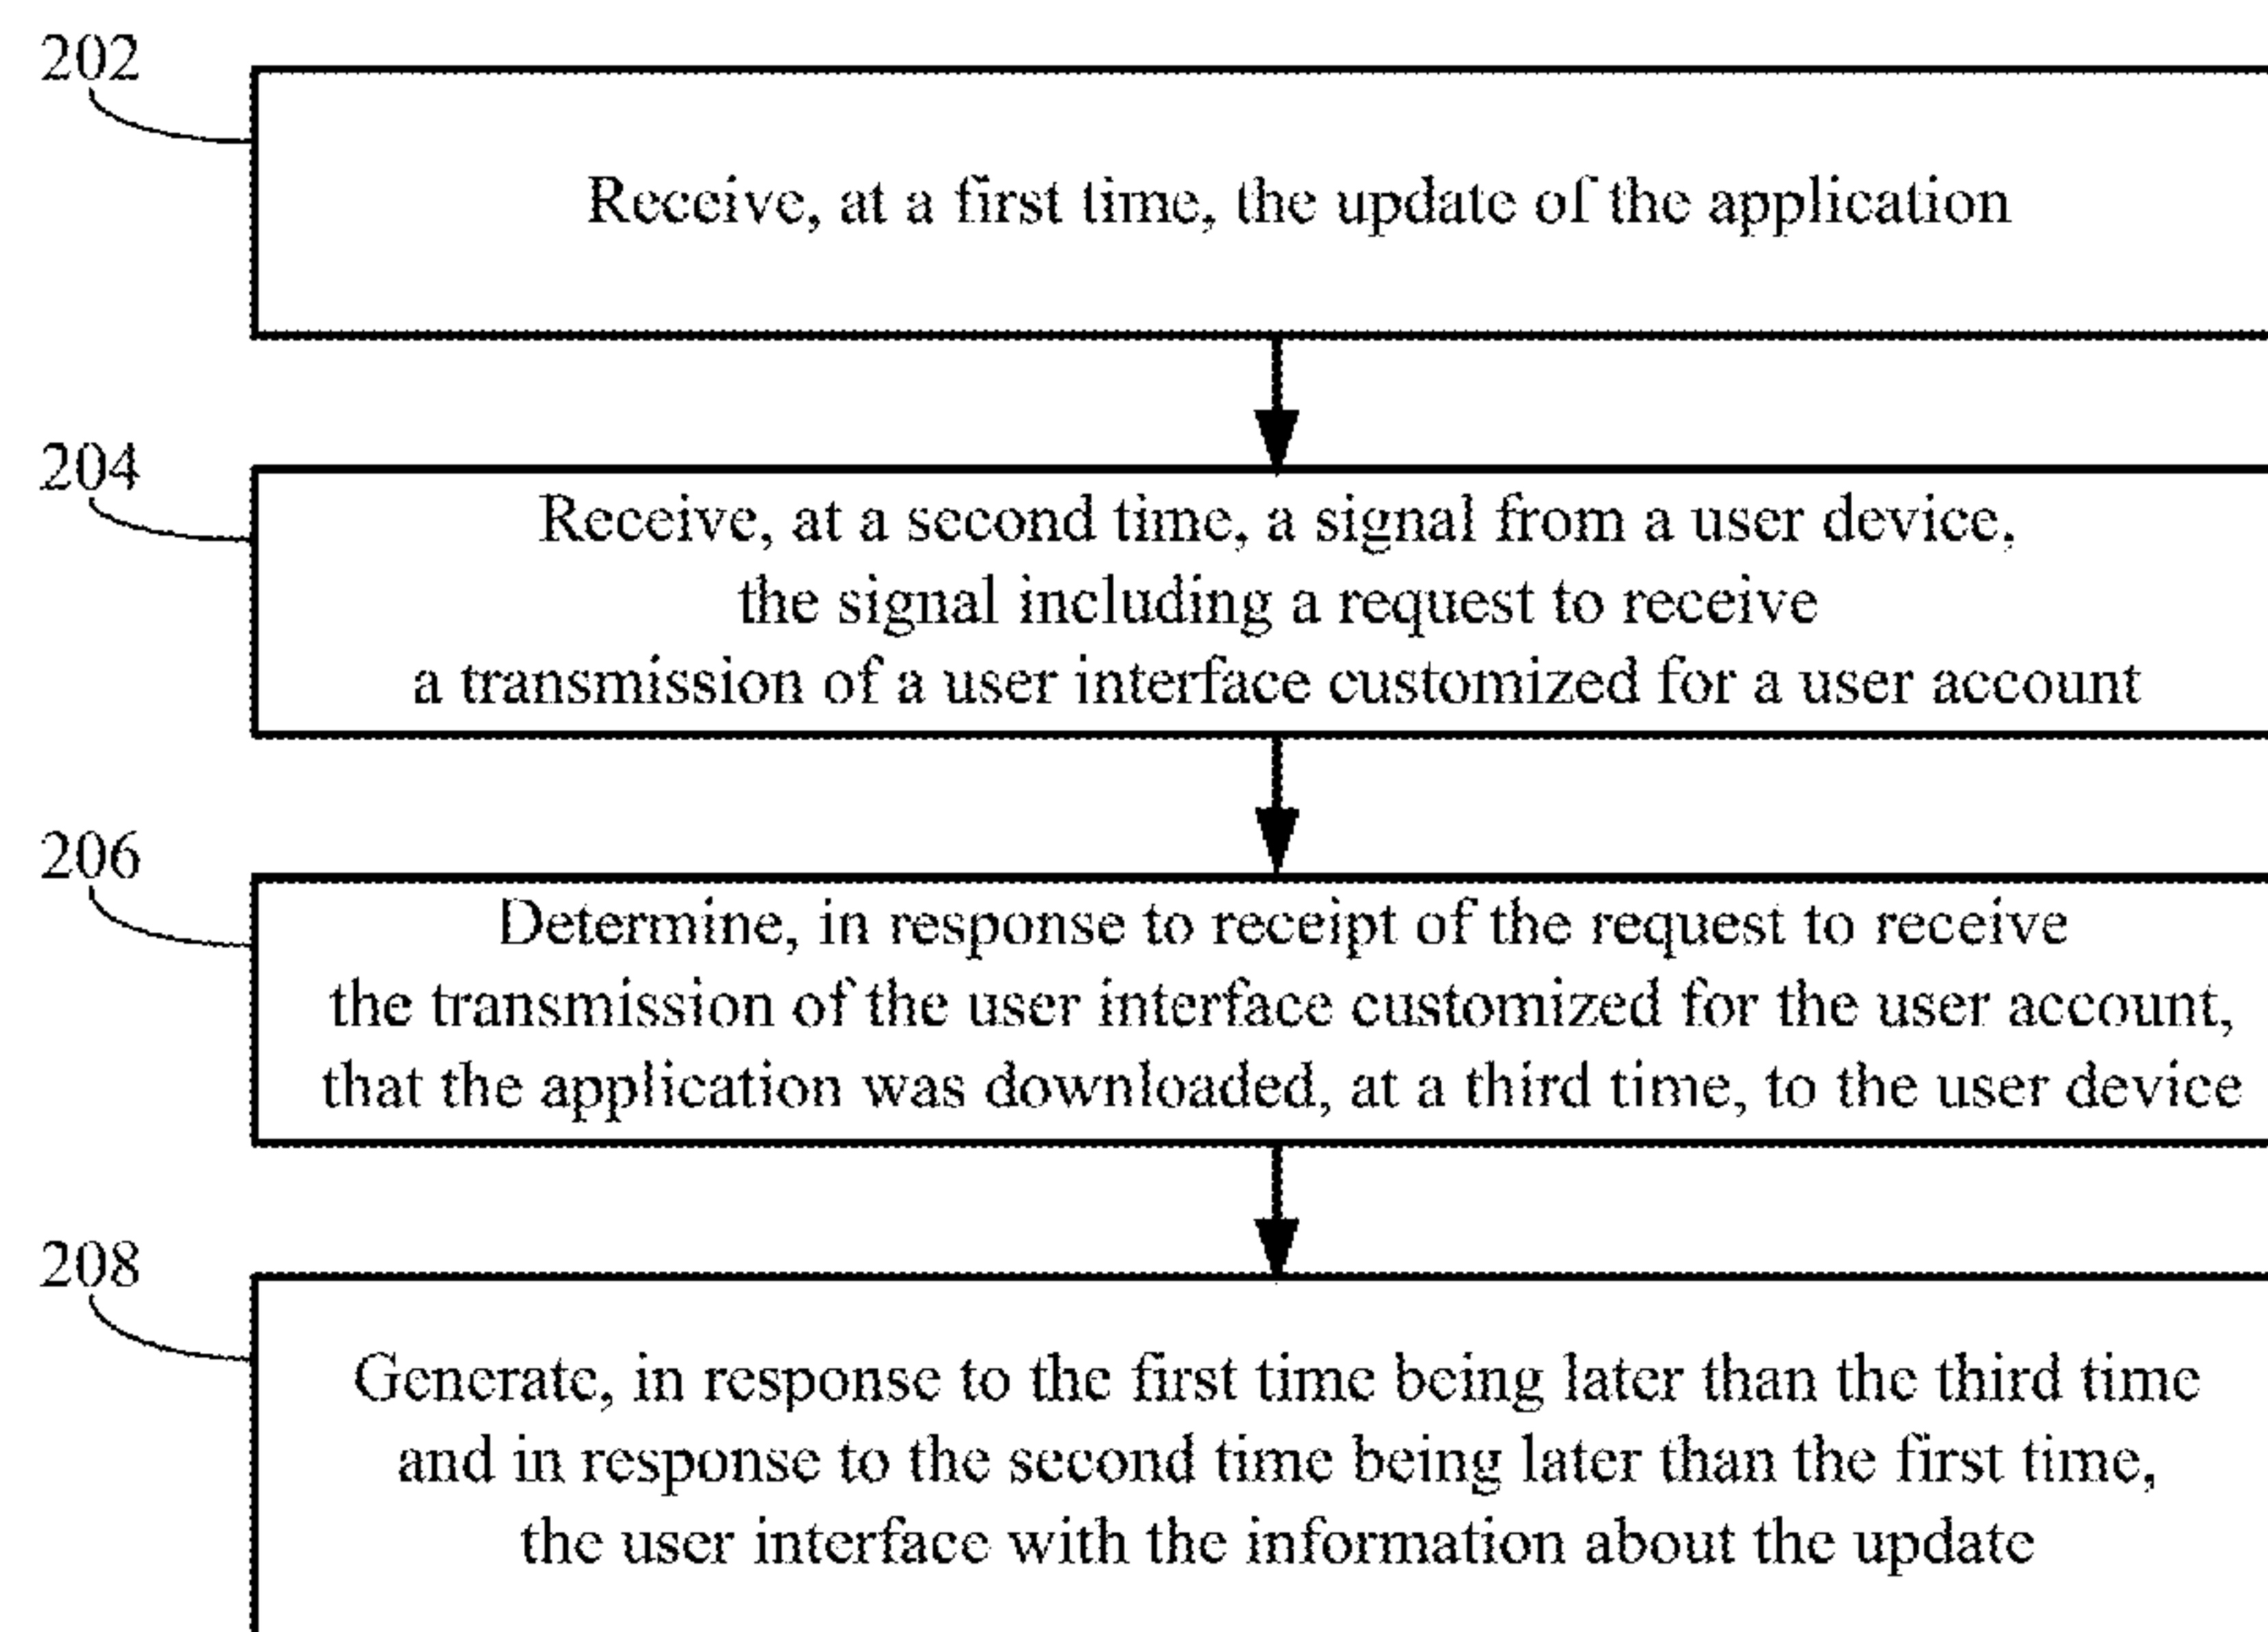 202
Receive, at a first time, the update of the application
204
Receive, at a second time, a signal from a user device,
the signal including a request to receive
a transmission of a user interface customized for a user account
206
Determine, in response to receipt of the request to receive
the transmission of the user interface customized for the user account,
that the application was downloaded, at a third time, to the user device
208
Generate, in response to the first time being later than the third time
and in response to the second time being later than the first time,
the user interface with the information about the update